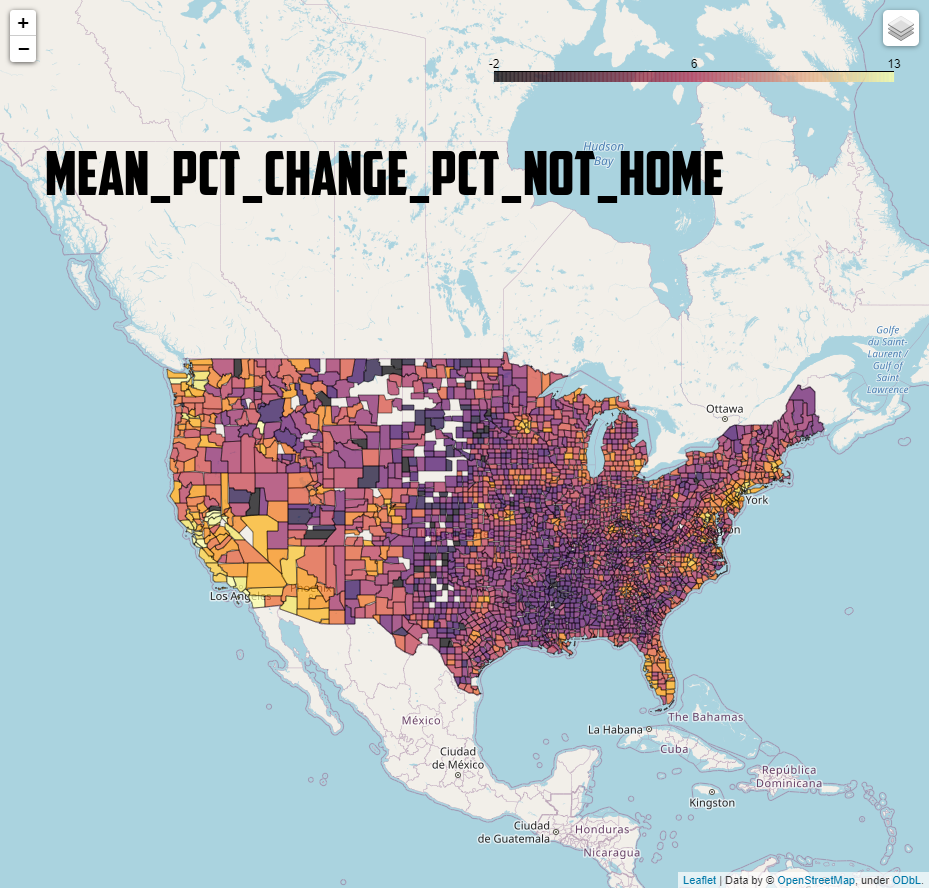 +
−
-2 6 13
Hudson
Bay
MEAN_PCT_CHANGE_PCT_NOT_HOME
Golfe
du Saint-
Laurent /
Gulf of
Saint
Lawrence
Ottawa
York
Los Angeles
México
Ciudad
de México
La Habana
The Bahamas
Cuba
República
Dominicana
Kingston
Ciudad
de Guatemala
Honduras
Nicaragua
Leaflet | Data by © OpenStreetMap, under ODbL.